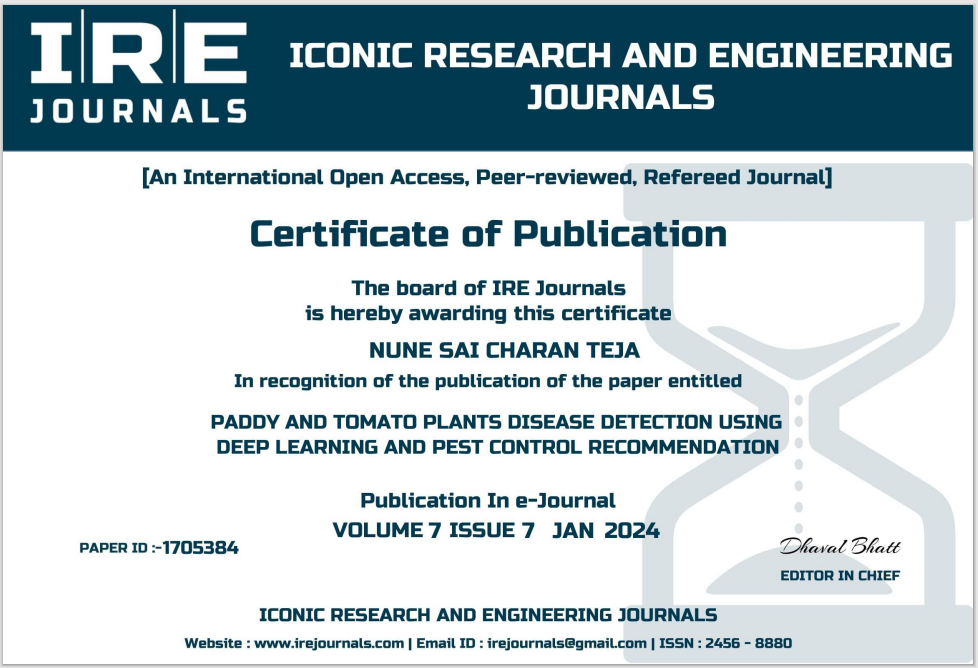 IRE
JOURNALS
ICONIC RESEARCH AND ENGINEERING
JOURNALS
[An International Open Access, Peer-reviewed, Refereed Journal]
Certificate of Publication
The board of IRE Journals
is hereby awarding this certificate
NUNE SAI CHARAN TEJA
In recognition of the publication of the paper entitled
PADDY AND TOMATO PLANTS DISEASE DETECTION USING
DEEP LEARNING AND PEST CONTROL RECOMMENDATION
Publication In e-Journal
VOLUME 7 ISSUE 7 JAN 2024
PAPER ID :-1705384
Dhaval Bhatt
EDITOR IN CHIEF
ICONIC RESEARCH AND ENGINEERING JOURNALS
Website : www.irejournals.com | Email ID : irejournals@gmail.com | ISSN : 2456 - 8880